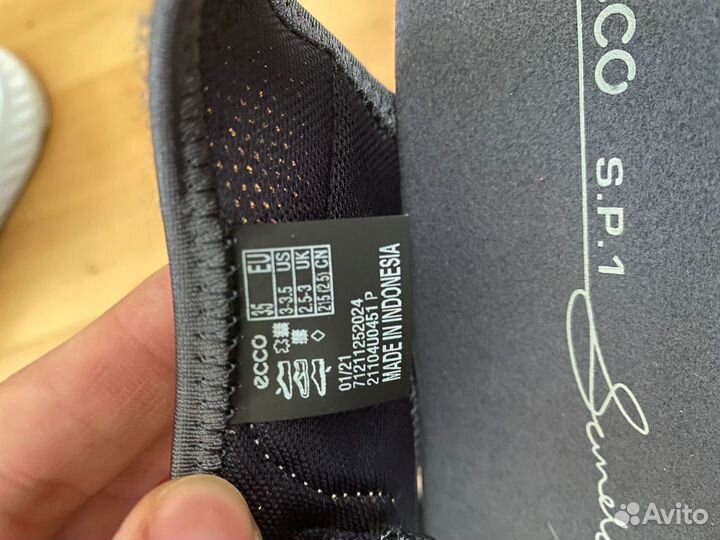 ecco
35 EU
3-3.5 US
2.5-3 UK
215 (2.5) CN
01/21
71211252024
21104U0451 P
MADE IN INDONESIA
CCO S.P.1
Avito